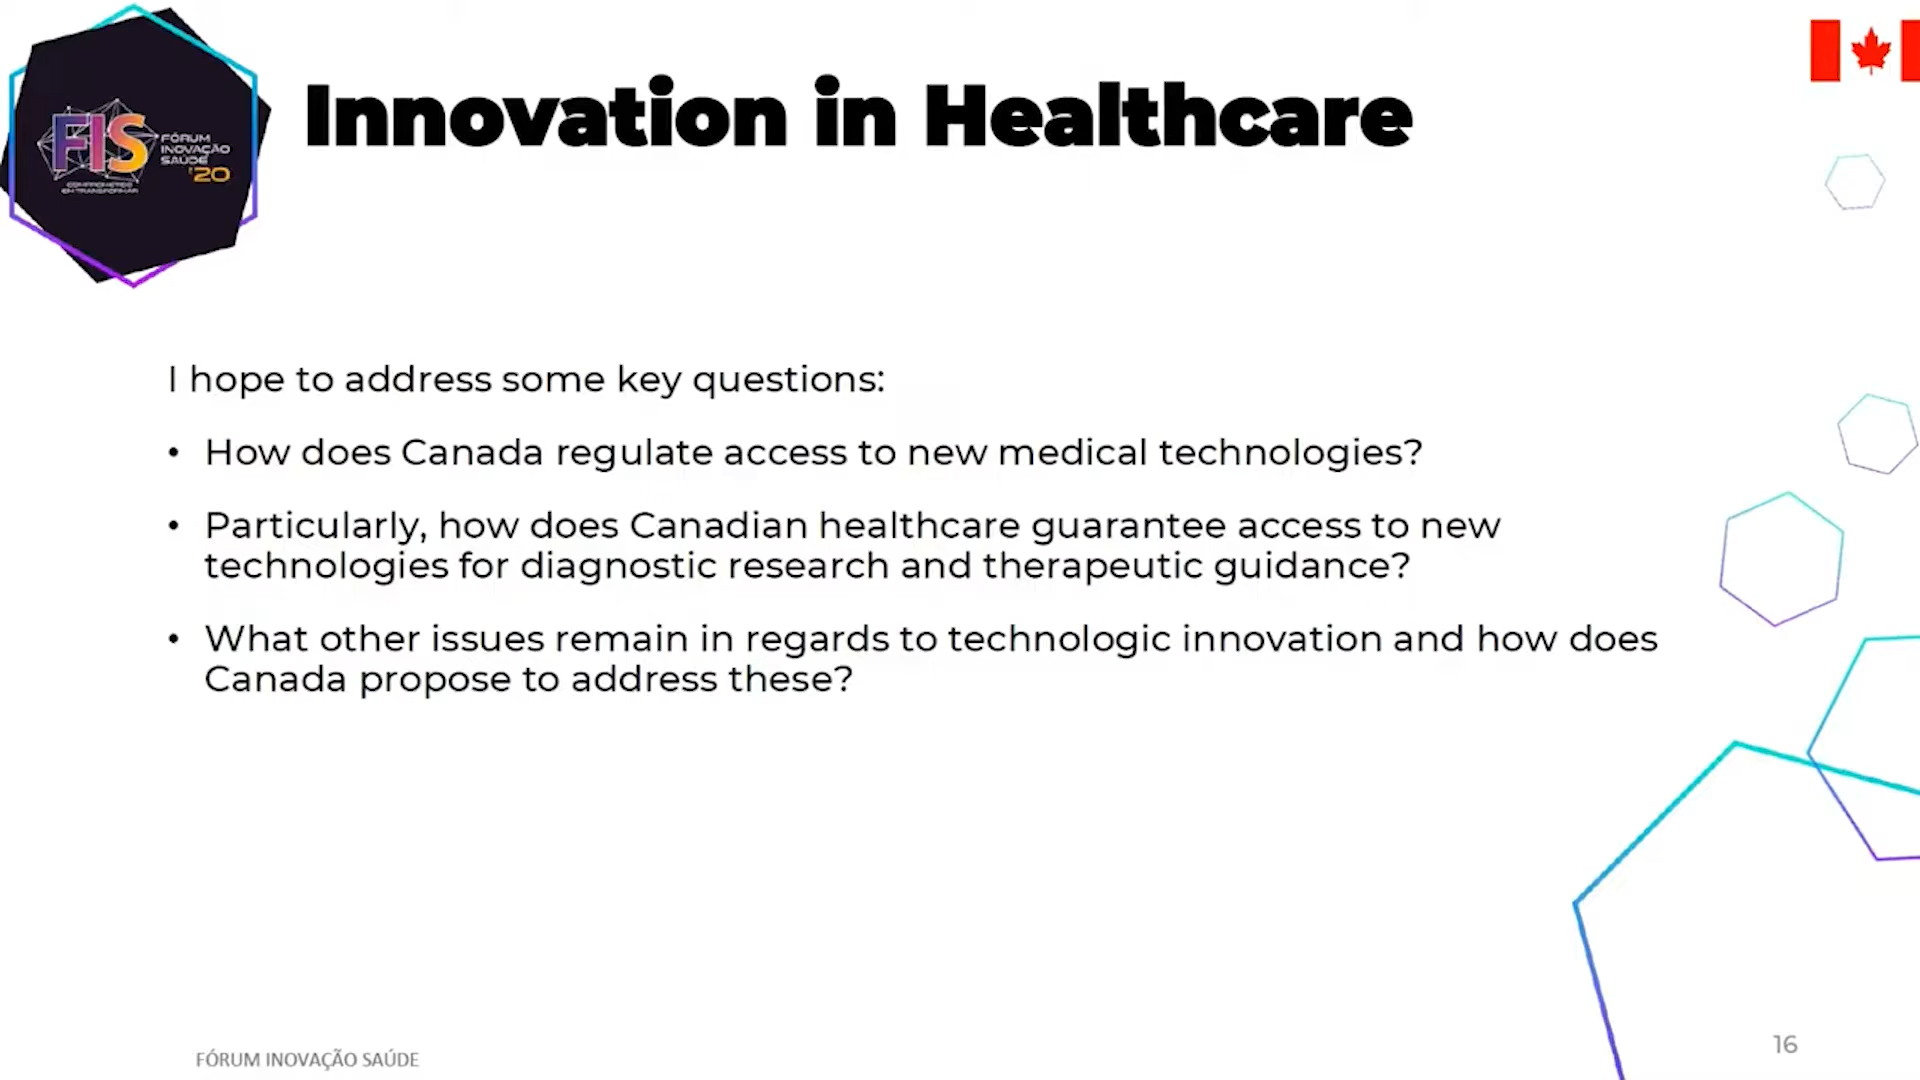 FIS
FÓRUM
INOVAÇÃO
SAÚDE
'20
COMPROMETIDO
EM TRANSFORMAR
Innovation in Healthcare
I hope to address some key questions:
• How does Canada regulate access to new medical technologies?
• Particularly, how does Canadian healthcare guarantee access to new
technologies for diagnostic research and therapeutic guidance?
• What other issues remain in regards to technologic innovation and how does
Canada propose to address these?
FÓRUM INOVAÇÃO SAÚDE
16